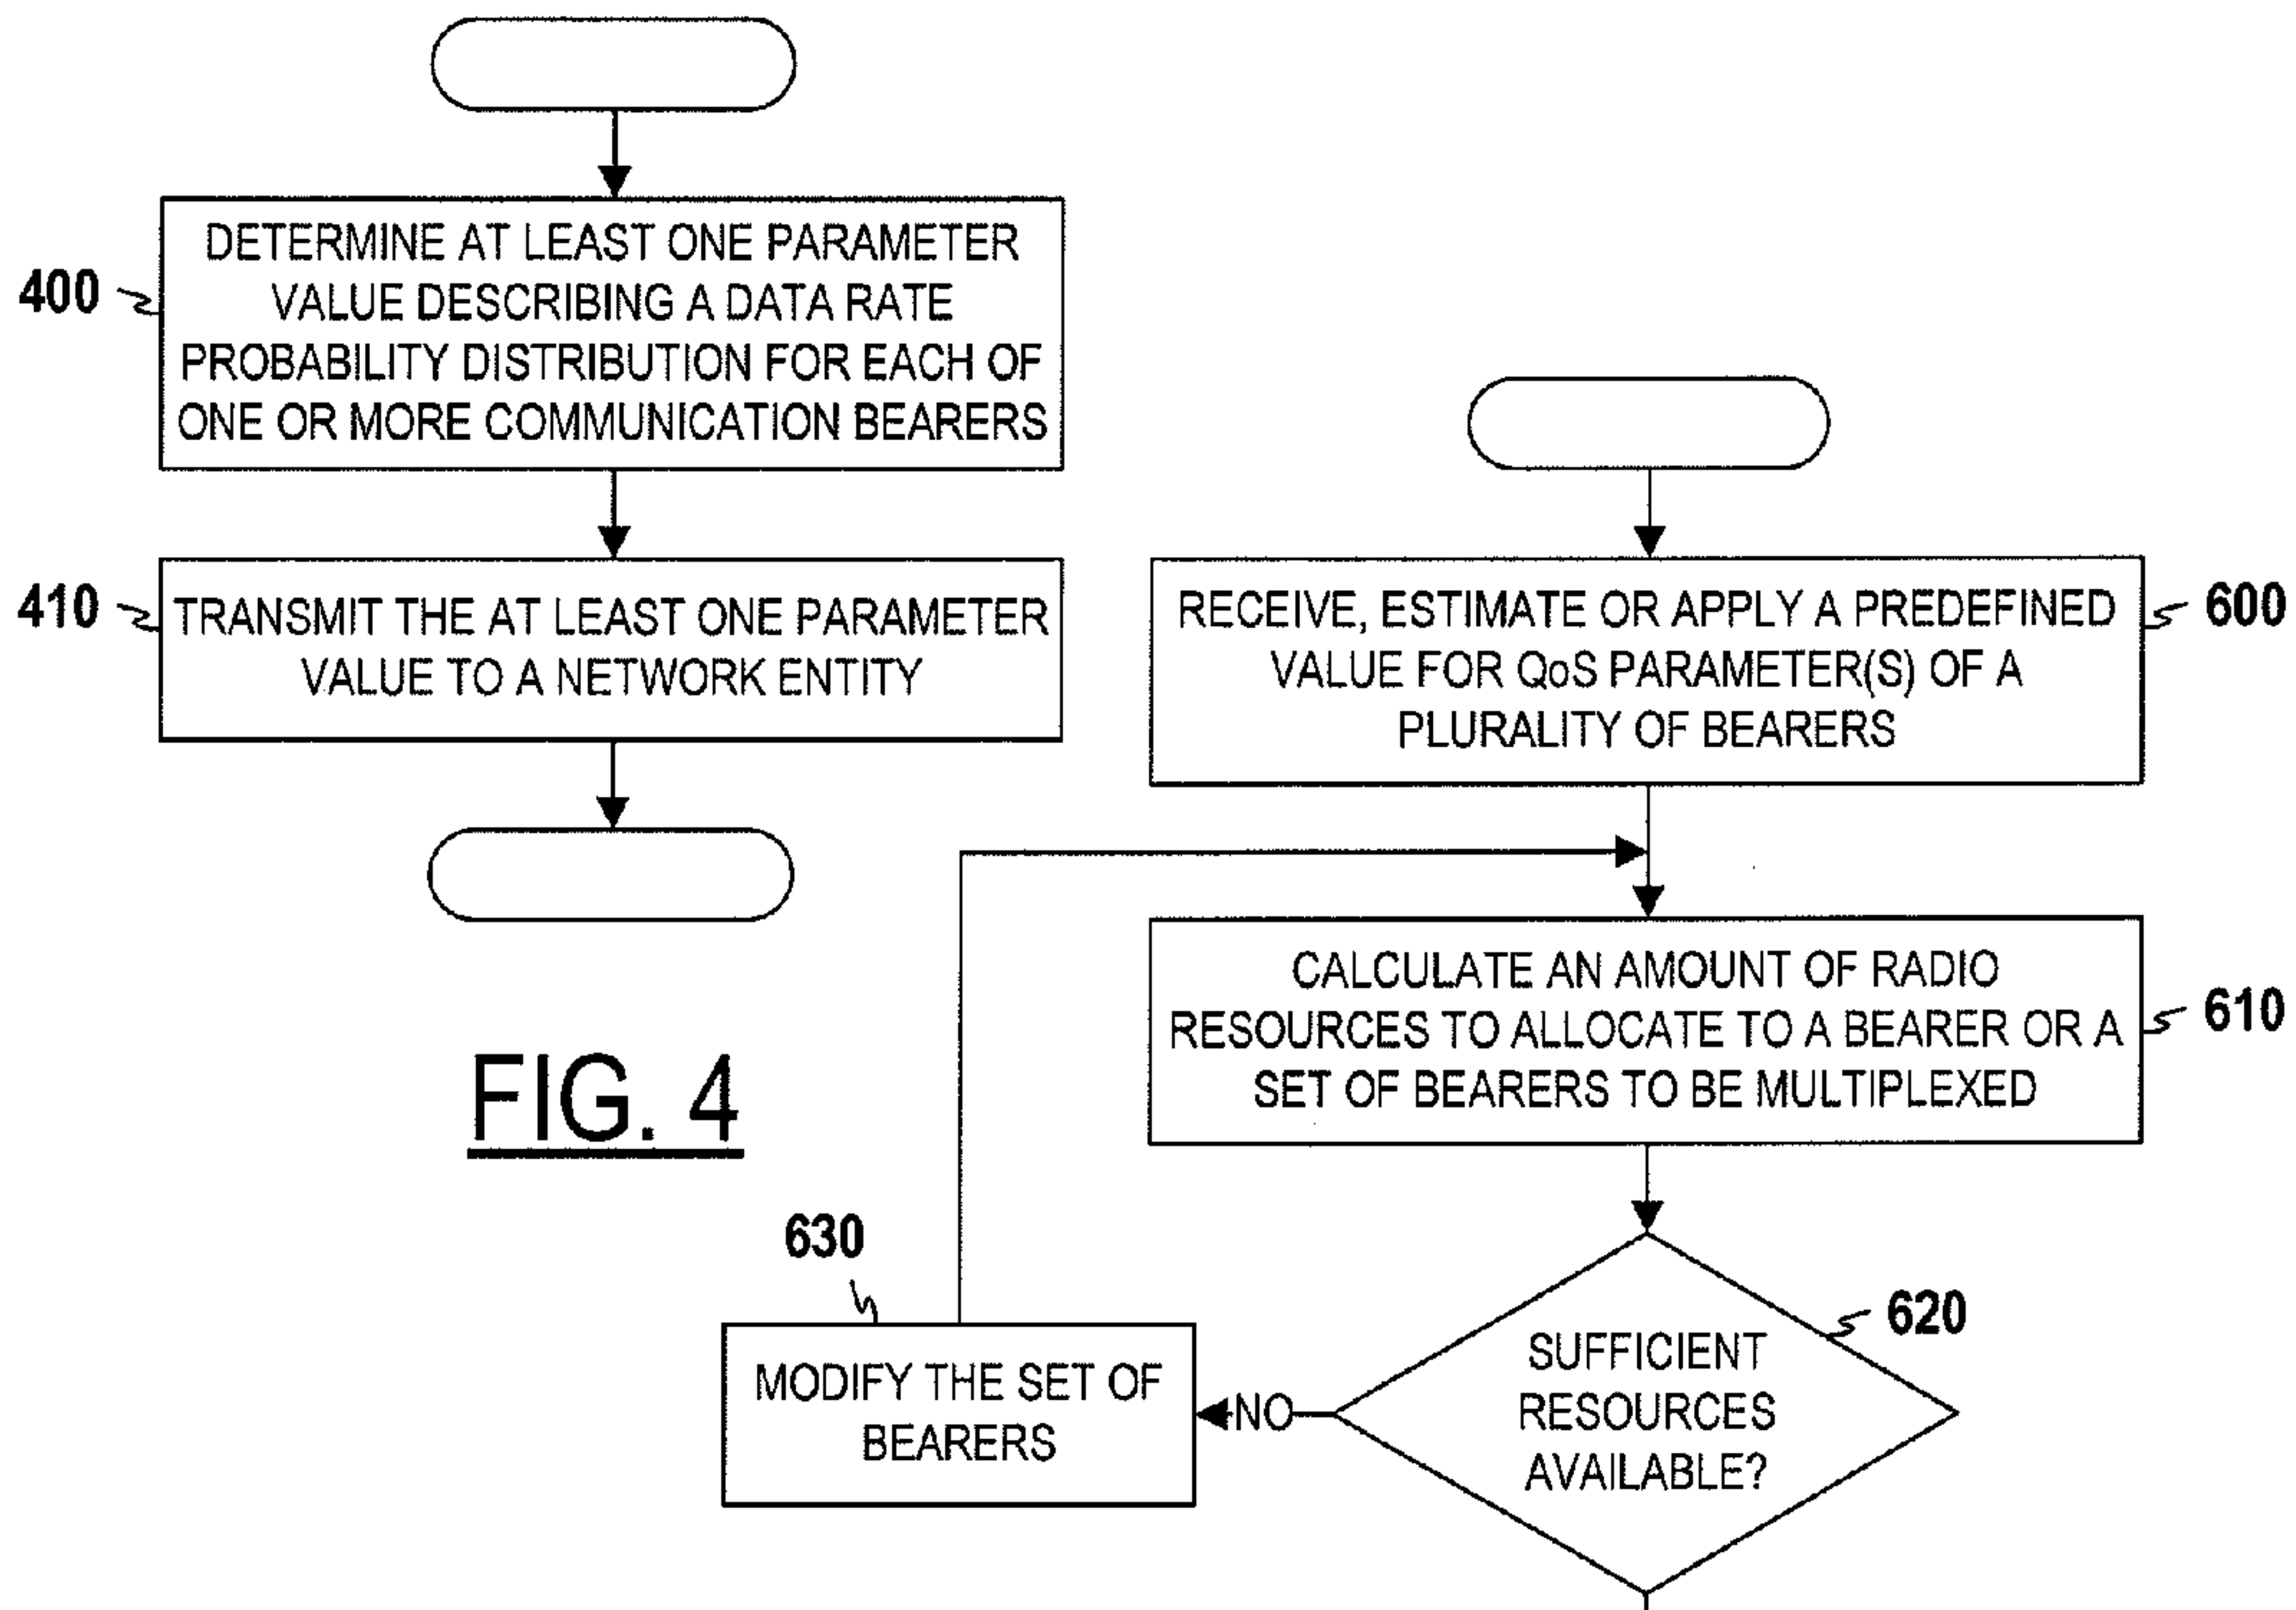 400
DETERMINE AT LEAST ONE PARAMETER
VALUE DESCRIBING A DATA RATE
PROBABILITY DISTRIBUTION FOR EACH OF
ONE OR MORE COMMUNICATION BEARERS
410
TRANSMIT THE AT LEAST ONE PARAMETER
VALUE TO A NETWORK ENTITY
FIG. 4
RECEIVE, ESTIMATE OR APPLY A PREDEFINED
VALUE FOR QoS PARAMETER(S) OF A
PLURALITY OF BEARERS
600
CALCULATE AN AMOUNT OF RADIO
RESOURCES TO ALLOCATE TO A BEARER OR A
SET OF BEARERS TO BE MULTIPLEXED
610
SUFFICIENT
RESOURCES
AVAILABLE?
620
NO
630
MODIFY THE SET OF
BEARERS